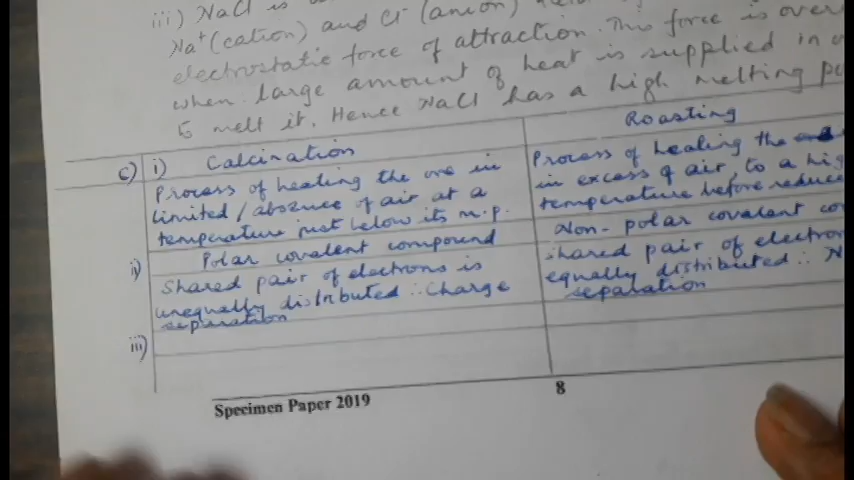 iii) NaCl is
Na+ (cation) and Cl- (anion)
electrostatic force of attraction. This force is over
when large amount of heat is supplied in o
to melt it. Hence NaCl has a high melting po
c) i) Calcination
Roasting
Process of heating the ore in
limited / absence of air at a
temperature just below its m.p.
Process of heating the
in excess of air, to a hig
temperature before reduce
ii) Polar covalent compound
Non-polar covalent co
Shared pair of electrons is
unequally distributed ∴ Charge
separation
shared pair of electron
equally distributed ∴ N
separation
iii)
Specimen Paper 2019
8